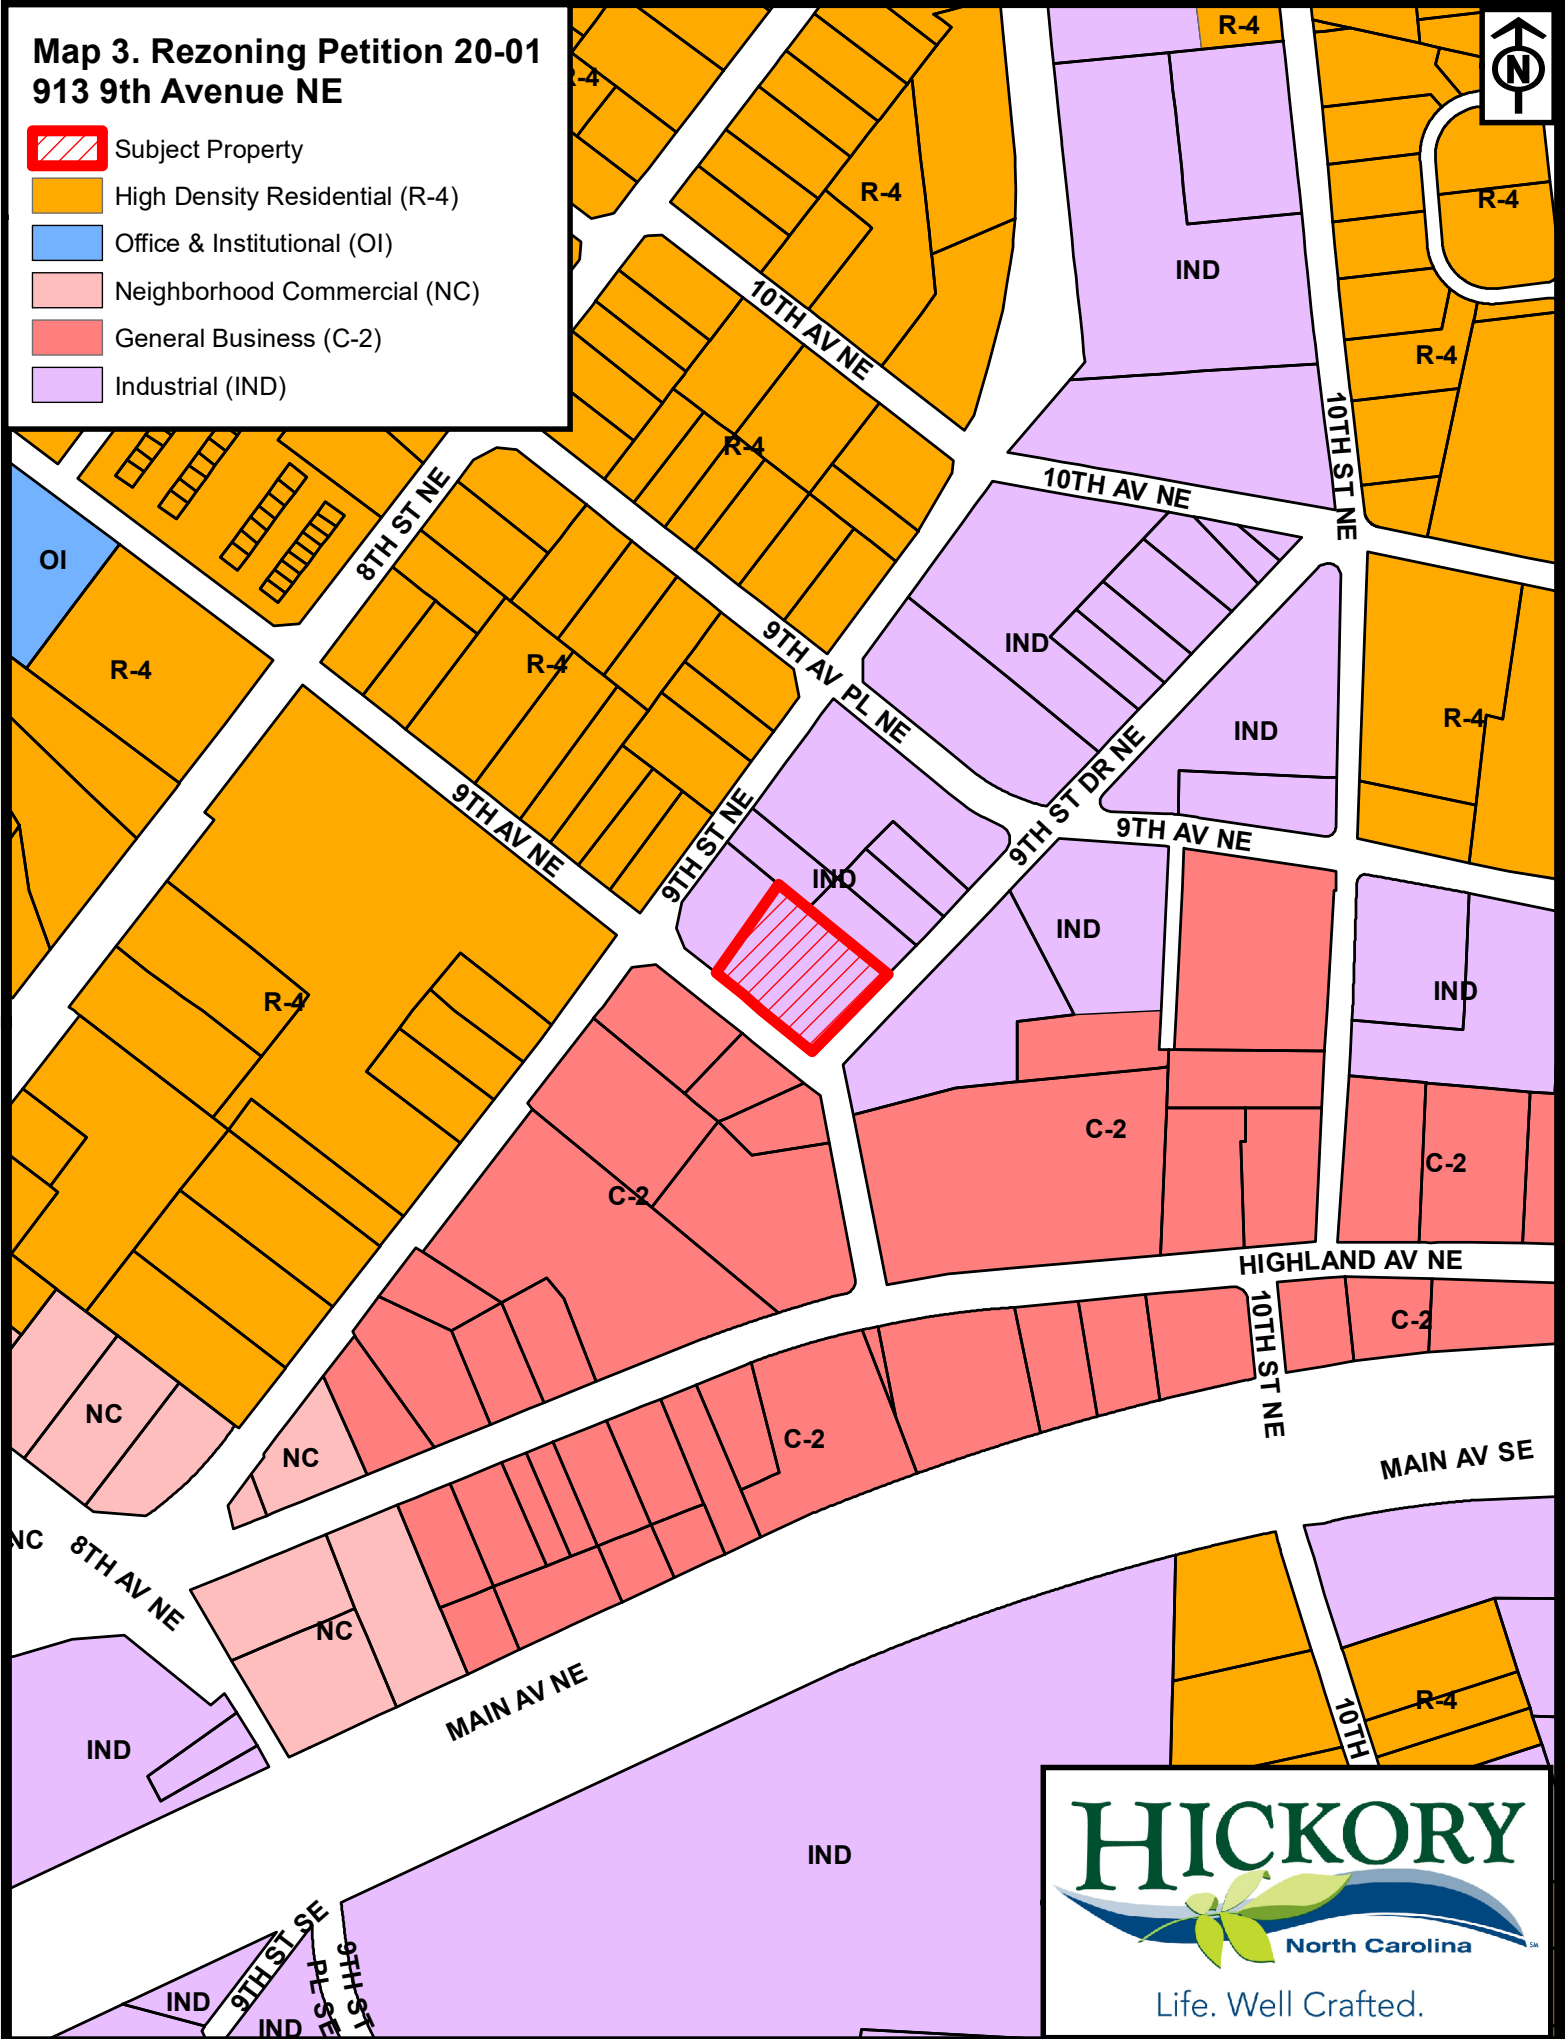 Map 3. Rezoning Petition 20-01
913 9th Avenue NE
Subject Property
High Density Residential (R-4)
Office & Institutional (OI)
Neighborhood Commercial (NC)
General Business (C-2)
Industrial (IND)
N
R-4
R-4
R-4
R-4
IND
10TH AV NE
R-4
10TH ST NE
R-4
10TH AV NE
8TH ST NE
OI
R-4
R-4
9TH AV PL NE
IND
IND
R-4
9TH ST DR NE
9TH AV NE
9TH ST NE
9TH AV NE
IND
IND
IND
R-4
C-2
C-2
C-2
HIGHLAND AV NE
10TH ST NE
C-2
NC
NC
C-2
MAIN AV SE
NC
8TH AV NE
NC
MAIN AV NE
R-4
10TH
IND
IND
9TH ST SE
9TH ST
PL SE
IND
IND
HICKORY
North Carolina
SM
Life. Well Crafted.